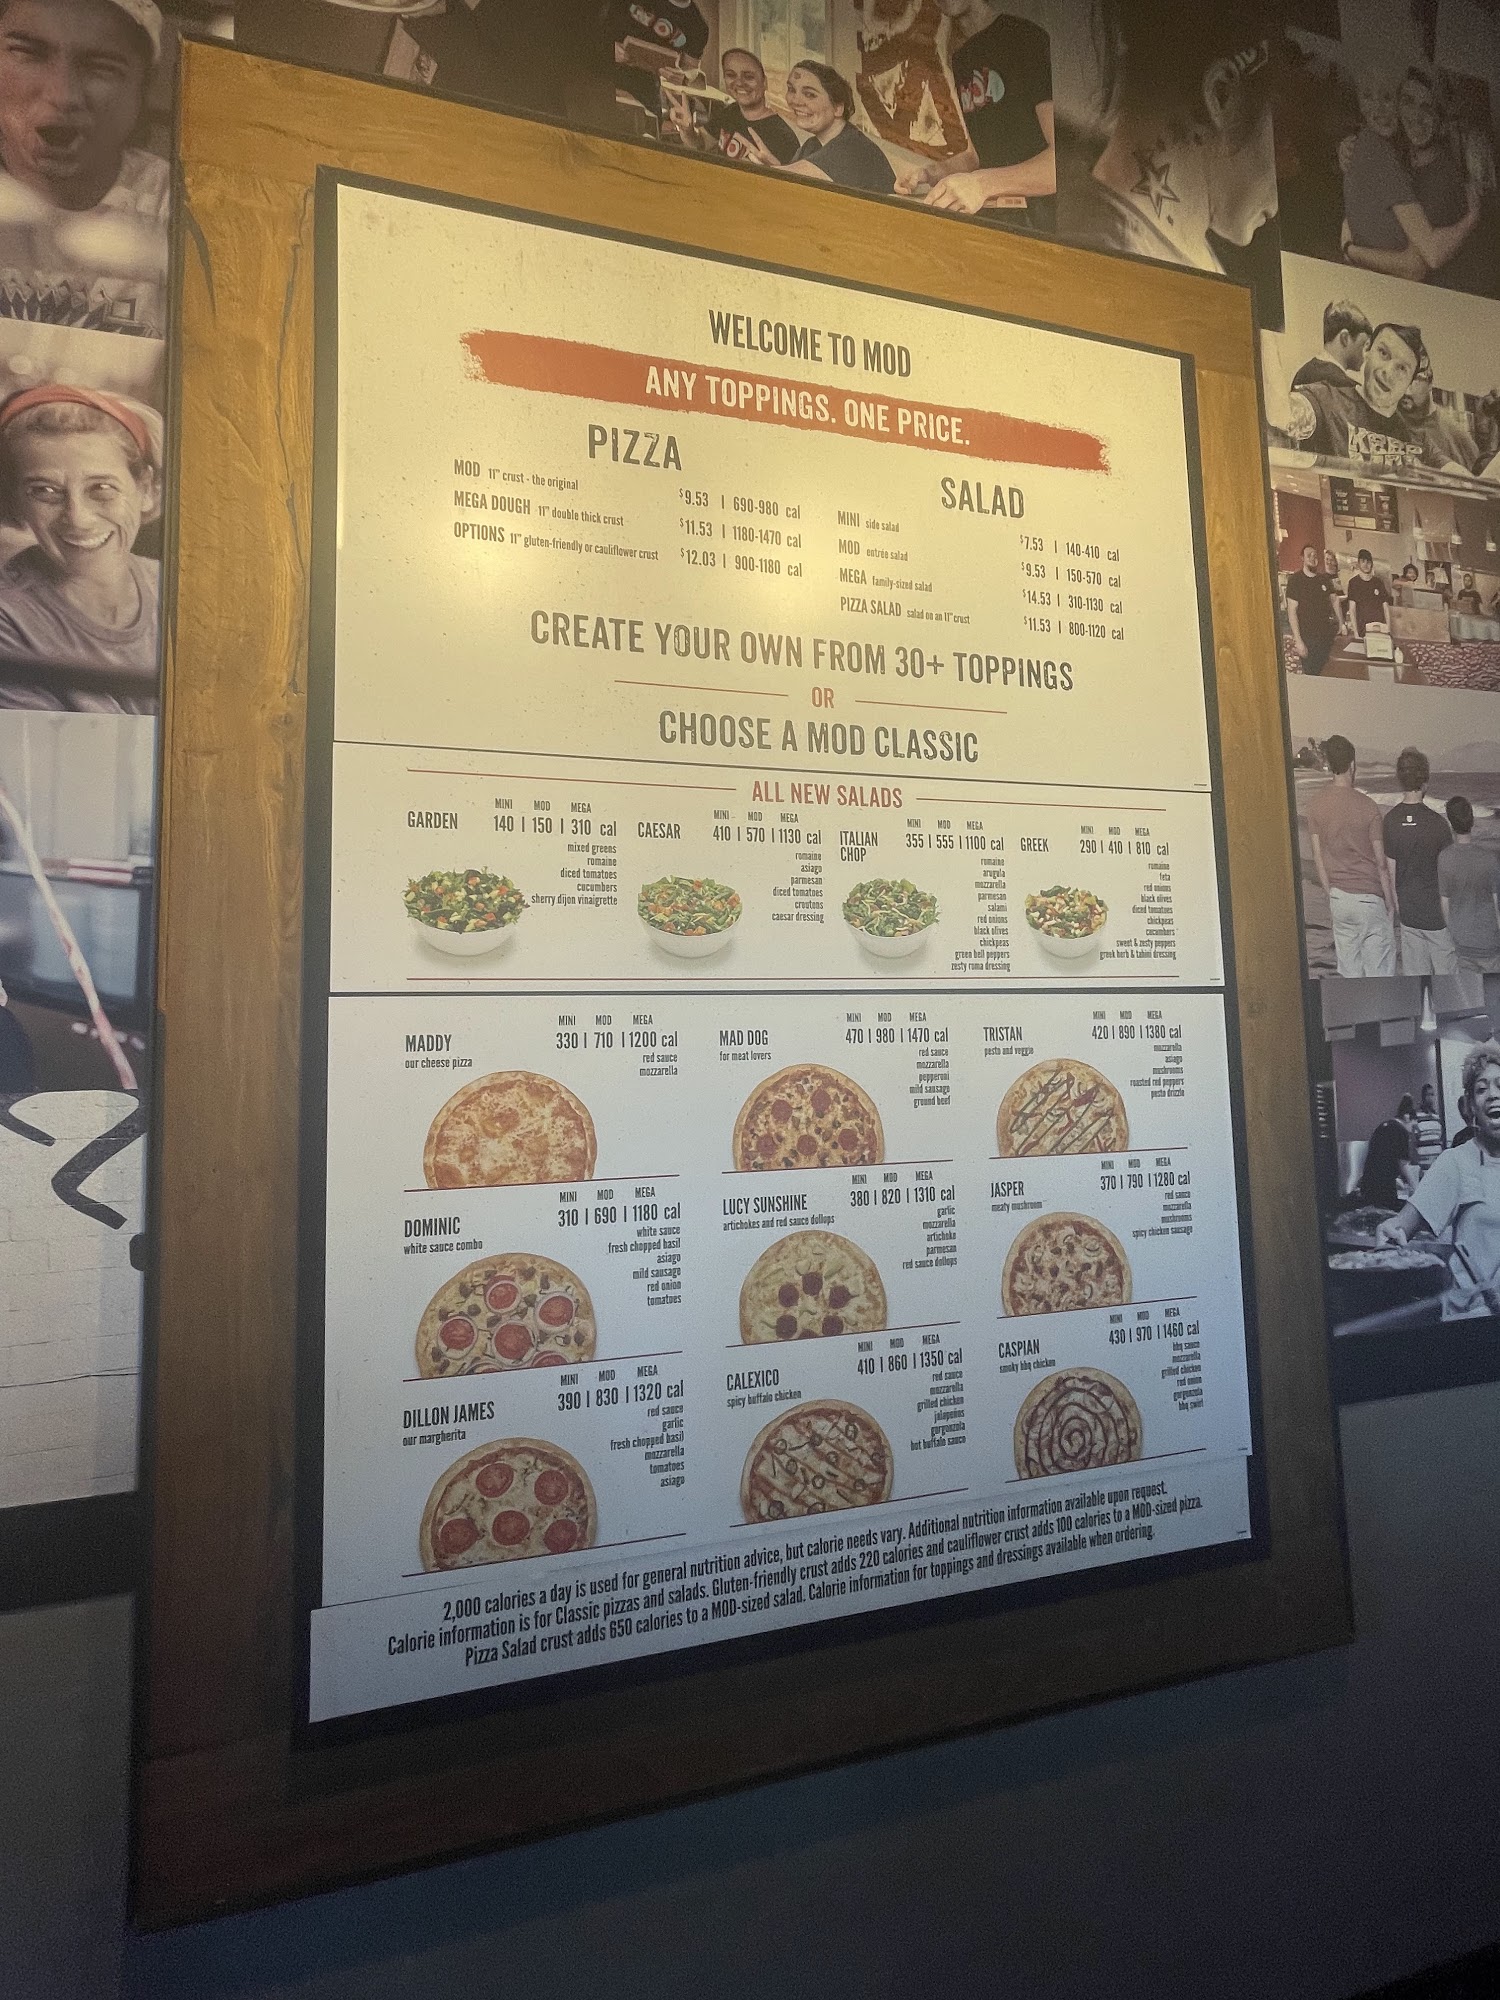 WELCOME TO MOD
ANY TOPPINGS. ONE PRICE.
PIZZA
MOD 11" crust - the original $9.53 | 690-980 cal
MEGA DOUGH 11" double thick crust $11.53 | 1180-1470 cal
OPTIONS 11" gluten-friendly or cauliflower crust $12.03 | 900-1180 cal
SALAD
MINI side salad $7.53 | 140-410 cal
MOD entrée salad $9.53 | 150-570 cal
MEGA family-sized salad $14.53 | 310-1130 cal
PIZZA SALAD salad on an 11" crust $11.53 | 800-1120 cal
CREATE YOUR OWN FROM 30+ TOPPINGS
OR
CHOOSE A MOD CLASSIC
ALL NEW SALADS
GARDEN
MINI MOD MEGA
140 | 150 | 310 cal
mixed greens
romaine
diced tomatoes
cucumbers
sherry dijon vinaigrette
CAESAR
MINI MOD MEGA
410 | 570 | 1130 cal
romaine
asiago
parmesan
diced tomatoes
croutons
caesar dressing
ITALIAN
CHOP
MINI MOD MEGA
355 | 555 | 1100 cal
romaine
arugula
mozzarella
parmesan
salami
red onions
black olives
chickpeas
green bell peppers
zesty roma dressing
GREEK
MINI MOD MEGA
290 | 410 | 810 cal
romaine
feta
red onions
black olives
diced tomatoes
chickpeas
cucumbers
sweet & zesty peppers
greek herb & tahini dressing
MADDY
our cheese pizza
MINI MOD MEGA
330 | 710 | 1200 cal
red sauce
mozzarella
MAD DOG
for meat lovers
MINI MOD MEGA
470 | 980 | 1470 cal
red sauce
mozzarella
pepperoni
mild sausage
ground beef
TRISTAN
pesto and veggie
MINI MOD MEGA
420 | 890 | 1380 cal
mozzarella
asiago
mushrooms
roasted red peppers
pesto drizzle
DOMINIC
white sauce combo
MINI MOD MEGA
310 | 690 | 1180 cal
white sauce
fresh chopped basil
asiago
mild sausage
red onion
tomatoes
LUCY SUNSHINE
artichokes and red sauce dollops
MINI MOD MEGA
380 | 820 | 1310 cal
garlic
mozzarella
artichoke
parmesan
red sauce dollops
JASPER
meaty mushroom
MINI MOD MEGA
370 | 790 | 1280 cal
red sauce
mozzarella
mushrooms
spicy chicken sausage
DILLON JAMES
our margherita
MINI MOD MEGA
390 | 830 | 1320 cal
red sauce
garlic
fresh chopped basil
mozzarella
tomatoes
asiago
CALEXICO
spicy buffalo chicken
MINI MOD MEGA
410 | 860 | 1350 cal
red sauce
mozzarella
grilled chicken
jalapeños
gorgonzola
hot buffalo sauce
CASPIAN
smoky bbq chicken
MINI MOD MEGA
430 | 970 | 1460 cal
bbq sauce
mozzarella
grilled chicken
red onion
gorgonzola
bbq swirl
2,000 calories a day is used for general nutrition advice, but calorie needs vary. Additional nutrition information available upon request.
Calorie information is for Classic pizzas and salads. Gluten-friendly crust adds 220 calories and cauliflower crust adds 100 calories to a MOD-sized pizza.
Pizza Salad crust adds 650 calories to a MOD-sized salad. Calorie information for toppings and dressings available when ordering.